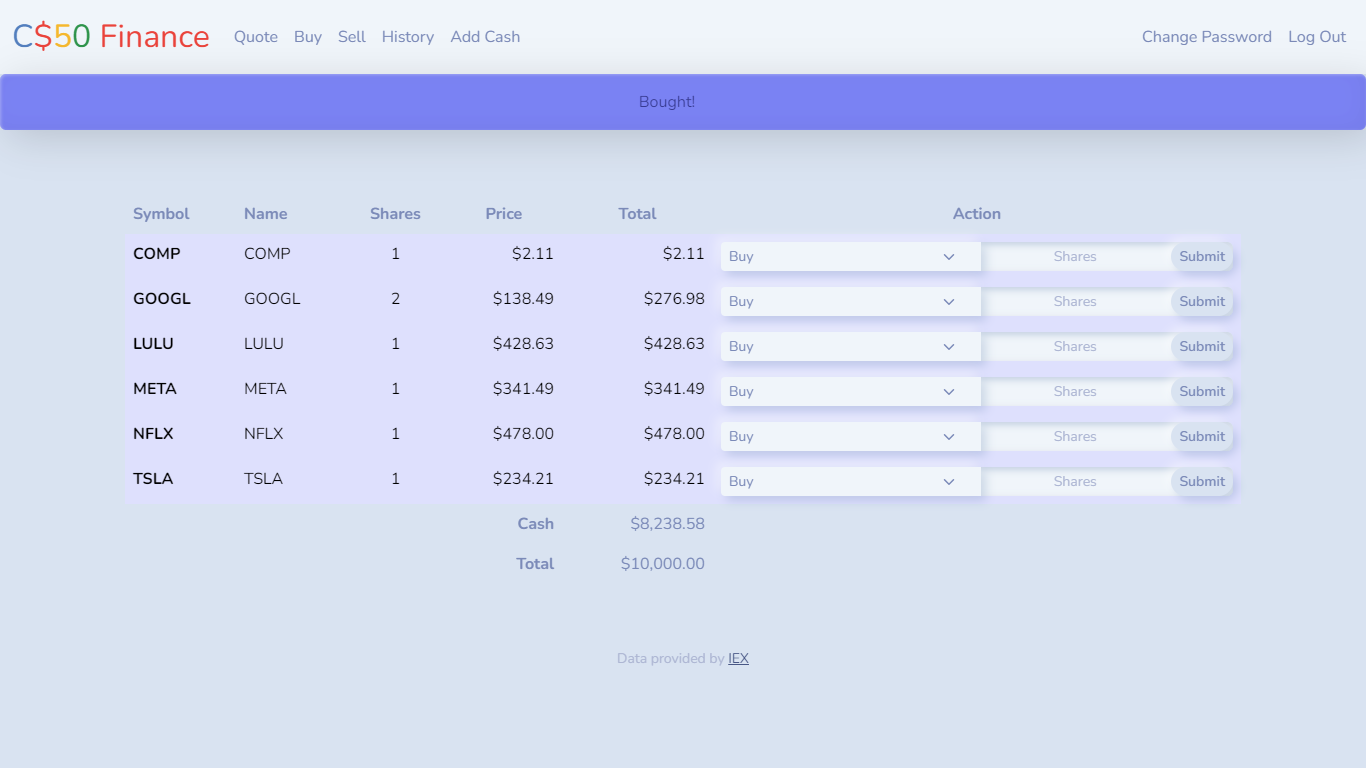 C$50 Finance Quote Buy Sell History Add Cash Change Password Log Out
Bought!
Symbol Name Shares Price Total Action
COMP COMP 1 $2.11 $2.11 Buy Shares Submit
GOOGL GOOGL 2 $138.49 $276.98 Buy Shares Submit
LULU LULU 1 $428.63 $428.63 Buy Shares Submit
META META 1 $341.49 $341.49 Buy Shares Submit
NFLX NFLX 1 $478.00 $478.00 Buy Shares Submit
TSLA TSLA 1 $234.21 $234.21 Buy Shares Submit
Cash $8,238.58
Total $10,000.00
Data provided by IEX